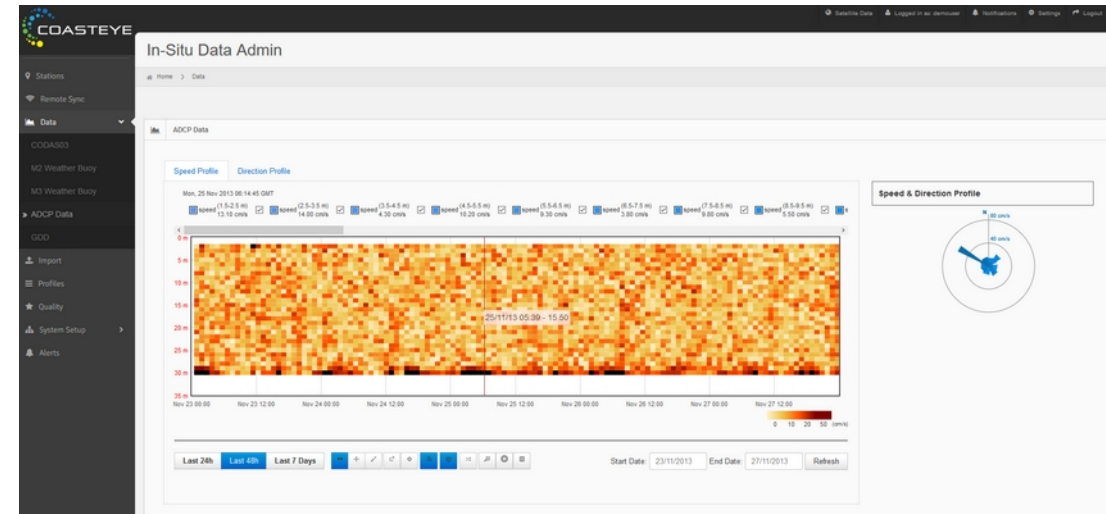 COASTEYE
Satellite Data Logged in as demouser Notifications Settings Logout
In-Situ Data Admin
Home > Data
Stations
Remote Sync
Data
CODAS03
M2 Weather Buoy
M3 Weather Buoy
» ADCP Data
GDD
Import
Profiles
Quality
System Setup
Alerts
ADCP Data
Speed Profile Direction Profile
Mon, 25 Nov 2013 06:14:45 GMT
speed (1.5-2.5 m) speed (2.5-3.5 m) speed (3.5-4.5 m) speed (4.5-5.5 m) speed (5.5-6.5 m) speed (6.5-7.5 m) speed (7.5-8.5 m) speed (8.5-9.5 m) s
13.10 cm/s 14.00 cm/s 4.30 cm/s 10.20 cm/s 9.30 cm/s 3.80 cm/s 9.80 cm/s 5.50 cm/s
0 m
5 m
10 m
15 m
20 m
25 m
30 m
35 m
25/11/13 05:39 - 15.50
Nov 23 00:00 Nov 23 12:00 Nov 24 00:00 Nov 24 12:00 Nov 25 00:00 Nov 25 12:00 Nov 26 00:00 Nov 26 12:00 Nov 27 00:00 Nov 27 12:00
0 10 20 50 (cm/s)
Last 24h Last 48h Last 7 Days
Start Date: 23/11/2013 End Date: 27/11/2013 Refresh
Speed & Direction Profile
N 80 cm/s
40 cm/s